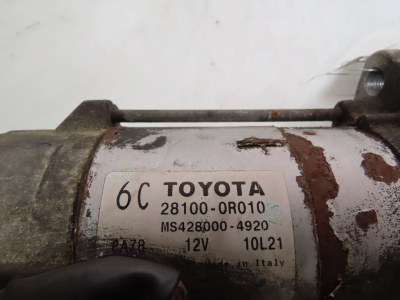 6C TOYOTA
28100-0R010
MS428000-4920
PA78 12V 10L21
in Italy